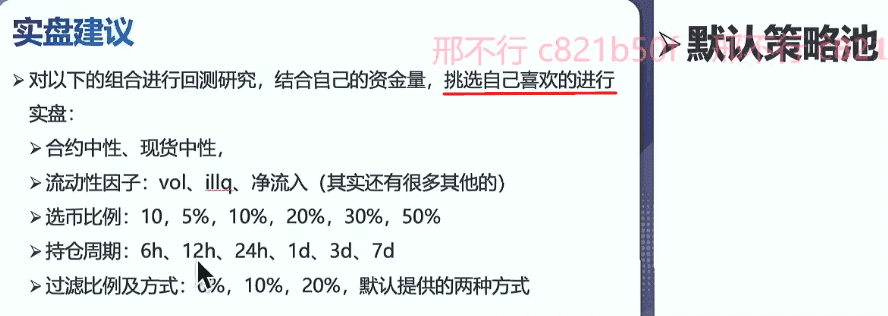 实盘建议
➢对以下的组合进行回测研究，结合自己的资金量，挑选自己喜欢的进行
实盘：
➢合约中性、现货中性，
➢流动性因子：vol、illq、净流入（其实还有很多其他的）
➢选币比例：10，5%，10%，20%，30%，50%
➢持仓周期：6h、12h、24h、1d、3d、7d
➢过滤比例及方式：0%，10%，20%，默认提供的两种方式
➢默认策略池
邢不行 c821b50f
邢不行